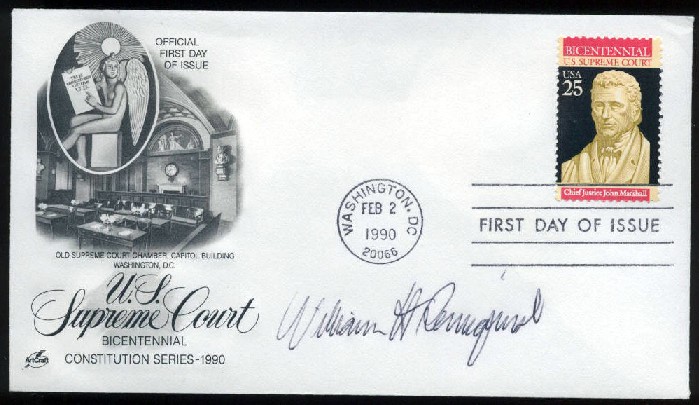 OFFICIAL
FIRST DAY
OF ISSUE
BICENTENNIAL
U.S. SUPREME COURT
USA
25
Chief Justice John Marshall
WASHINGTON, DC
FEB 2
1990
20066
FIRST DAY OF ISSUE
OLD SUPREME COURT CHAMBER, CAPITOL BUILDING
WASHINGTON, D.C.
U.S.
Supreme Court
BICENTENNIAL
CONSTITUTION SERIES-1990
ArtCraft
William H Rehnquist